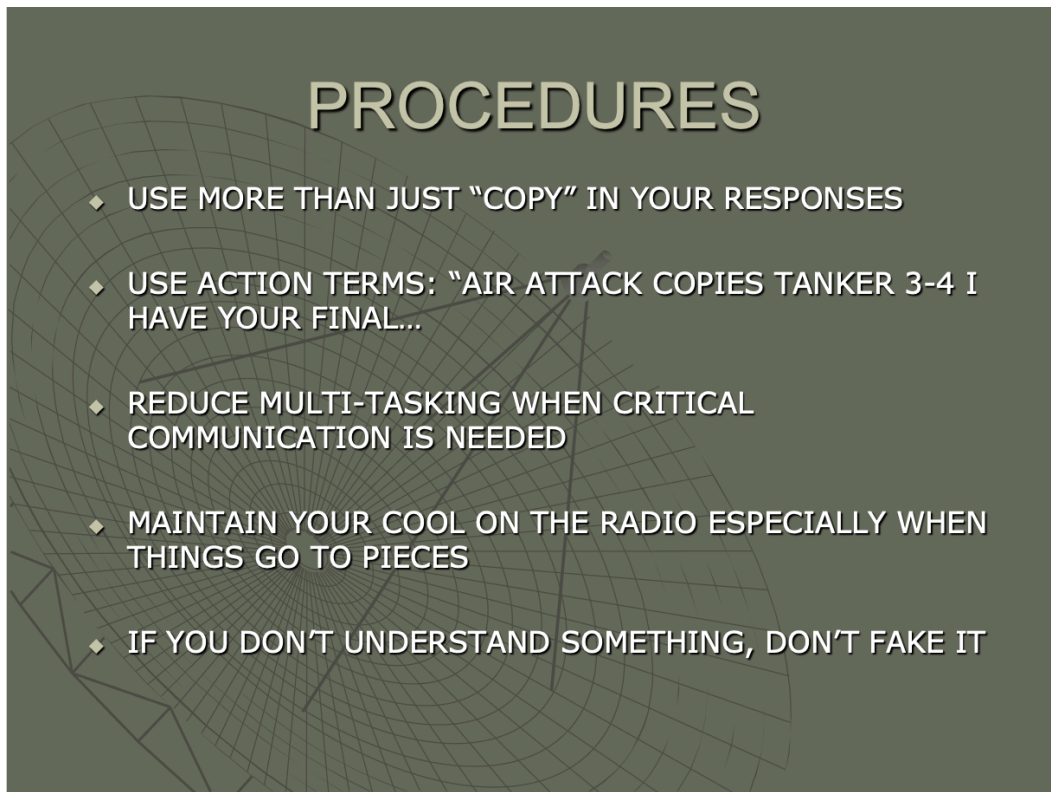 PROCEDURES
USE MORE THAN JUST “COPY” IN YOUR RESPONSES
USE ACTION TERMS: “AIR ATTACK COPIES TANKER 3-4 I
HAVE YOUR FINAL…
REDUCE MULTI-TASKING WHEN CRITICAL
COMMUNICATION IS NEEDED
MAINTAIN YOUR COOL ON THE RADIO ESPECIALLY WHEN
THINGS GO TO PIECES
IF YOU DON’T UNDERSTAND SOMETHING, DON’T FAKE IT